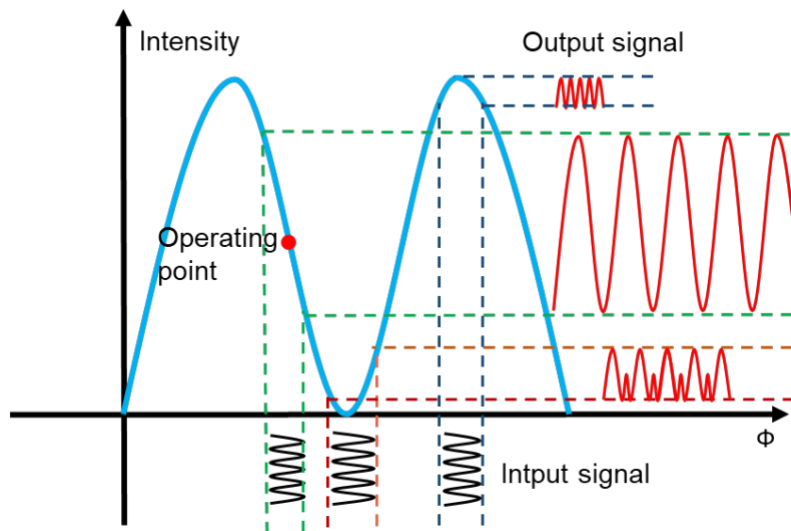 Intensity
Output signal
Operating
point
Φ
Intput signal